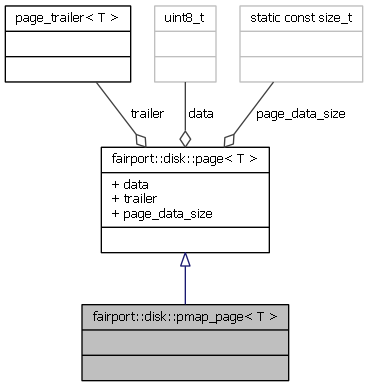 page_trailer< T >
uint8_t
static const size_t
trailer
data
page_data_size
fairport::disk::page< T >
+ data
+ trailer
+ page_data_size
fairport::disk::pmap_page< T >